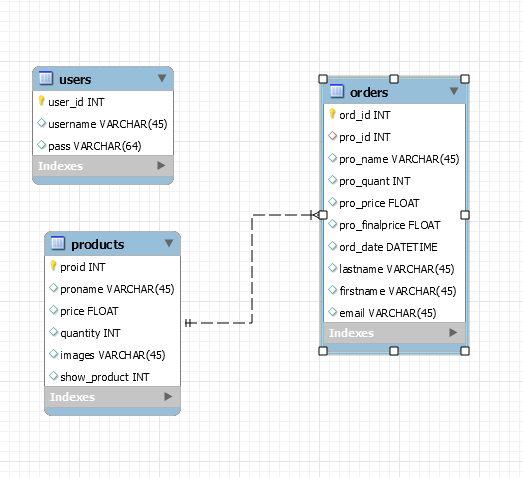 users
user_id INT
username VARCHAR(45)
pass VARCHAR(64)
Indexes
products
proid INT
proname VARCHAR(45)
price FLOAT
quantity INT
images VARCHAR(45)
show_product INT
Indexes
orders
ord_id INT
pro_id INT
pro_name VARCHAR(45)
pro_quant INT
pro_price FLOAT
pro_finalprice FLOAT
ord_date DATETIME
lastname VARCHAR(45)
firstname VARCHAR(45)
email VARCHAR(45)
Indexes